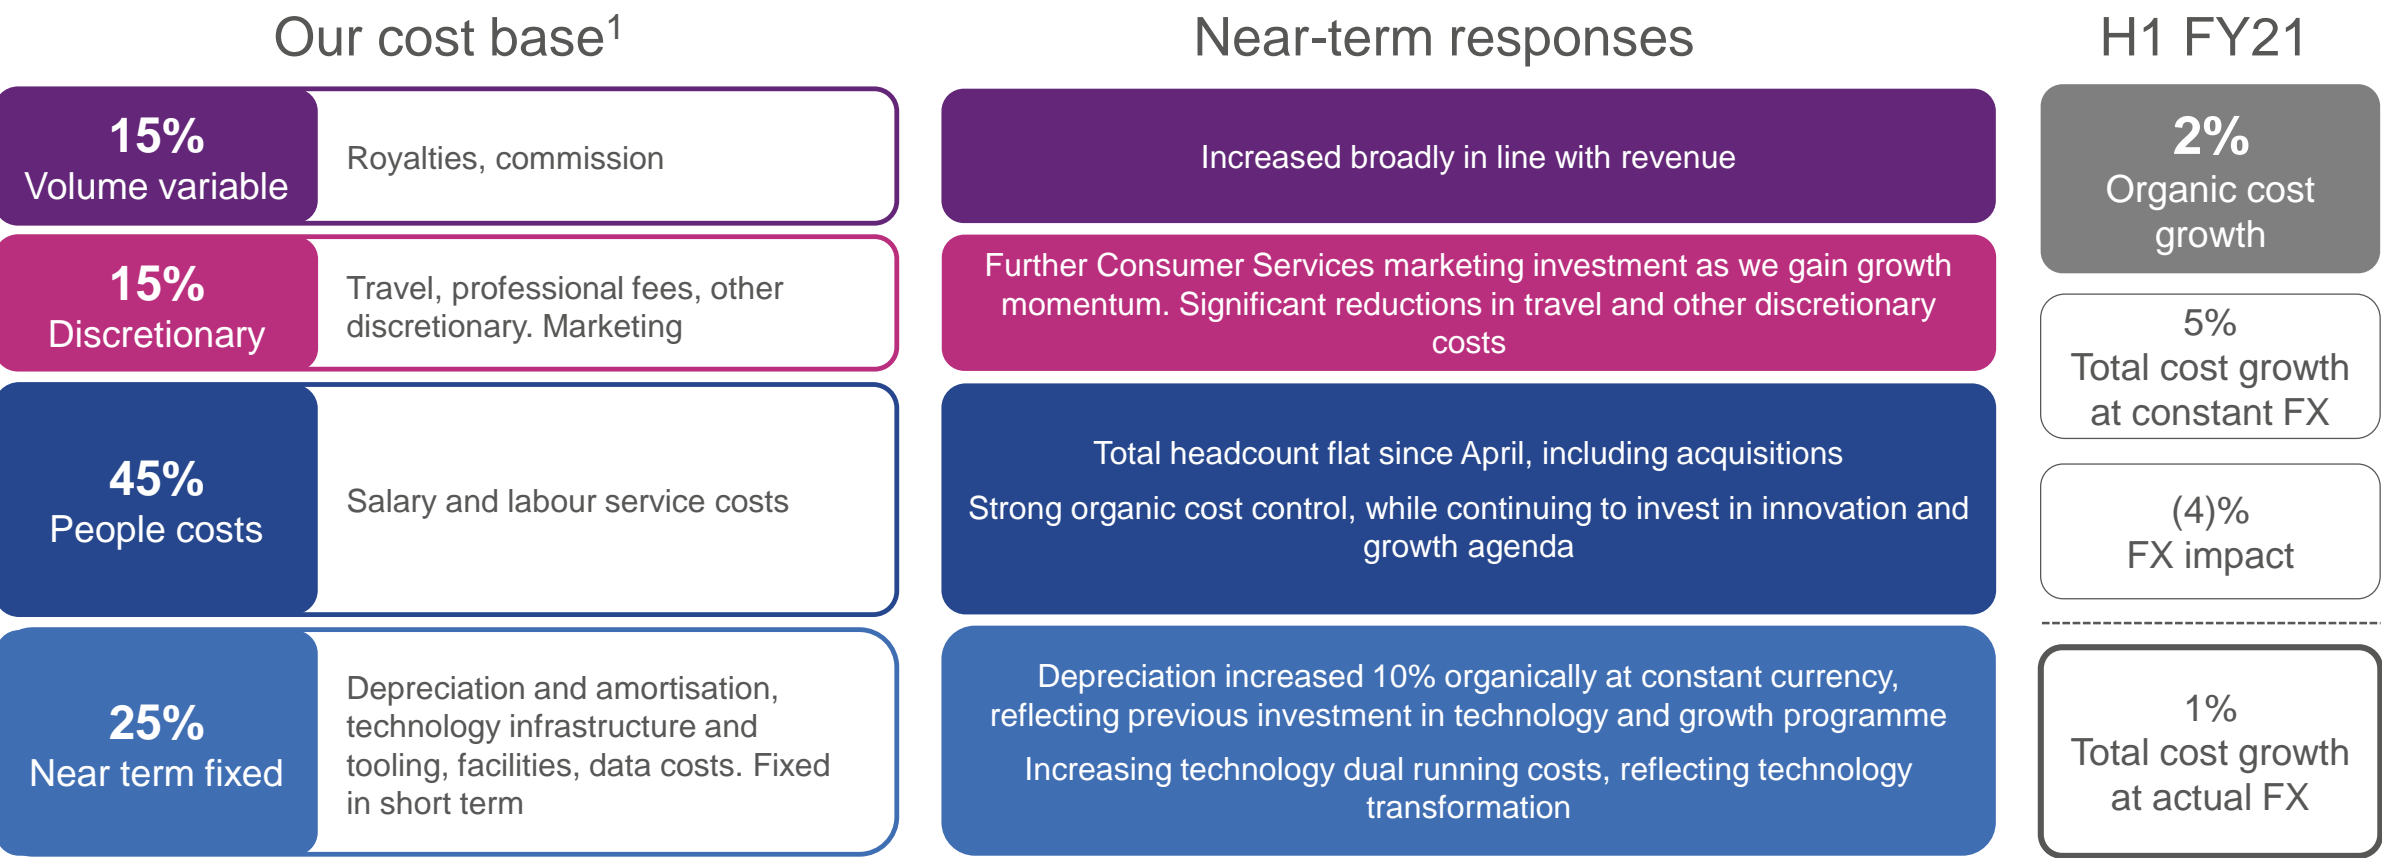 Our cost base1
Near-term responses
H1 FY21
15%
Volume variable
Royalties, commission
Increased broadly in line with revenue
2%
Organic cost
growth
15%
Discretionary
Travel, professional fees, other
discretionary. Marketing
Further Consumer Services marketing investment as we gain growth
momentum. Significant reductions in travel and other discretionary
costs
5%
Total cost growth
at constant FX
45%
People costs
Salary and labour service costs
Total headcount flat since April, including acquisitions
Strong organic cost control, while continuing to invest in innovation and
growth agenda
(4)%
FX impact
25%
Near term fixed
Depreciation and amortisation,
technology infrastructure and
tooling, facilities, data costs. Fixed
in short term
Depreciation increased 10% organically at constant currency,
reflecting previous investment in technology and growth programme
Increasing technology dual running costs, reflecting technology
transformation
1%
Total cost growth
at actual FX